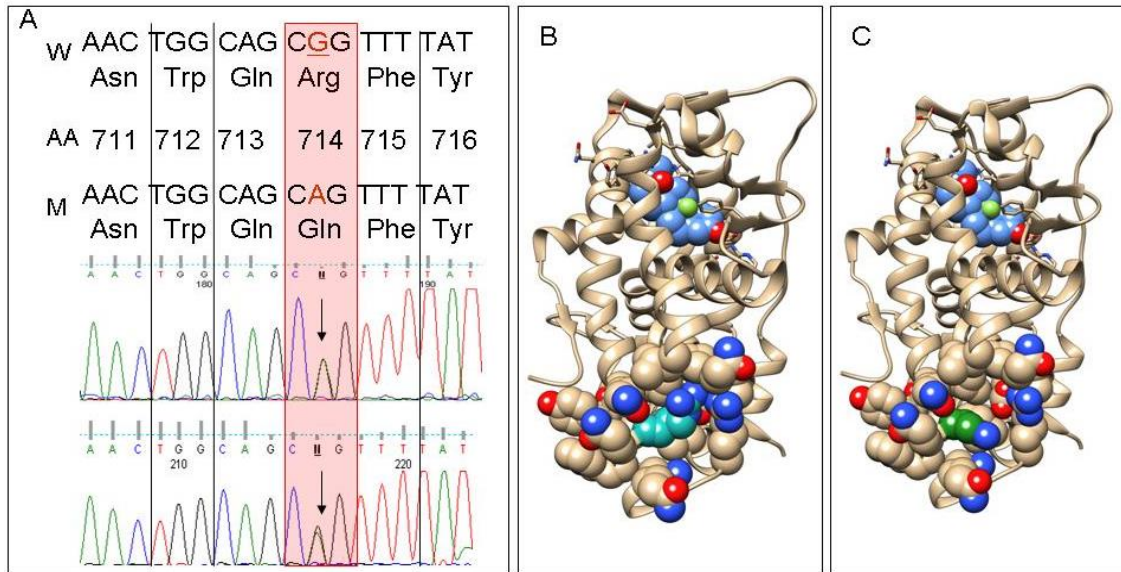 A
W AAC TGG CAG CGG TTT TAT
Asn Trp Gln Arg Phe Tyr
AA 711 712 713 714 715 716
M AAC TGG CAG CAG TTT TAT
Asn Trp Gln Gln Phe Tyr
A A C T G G C A G C N G T T T T A T
180 190
A A C T G G C A G C N G T T T T A T
210 220
B
C